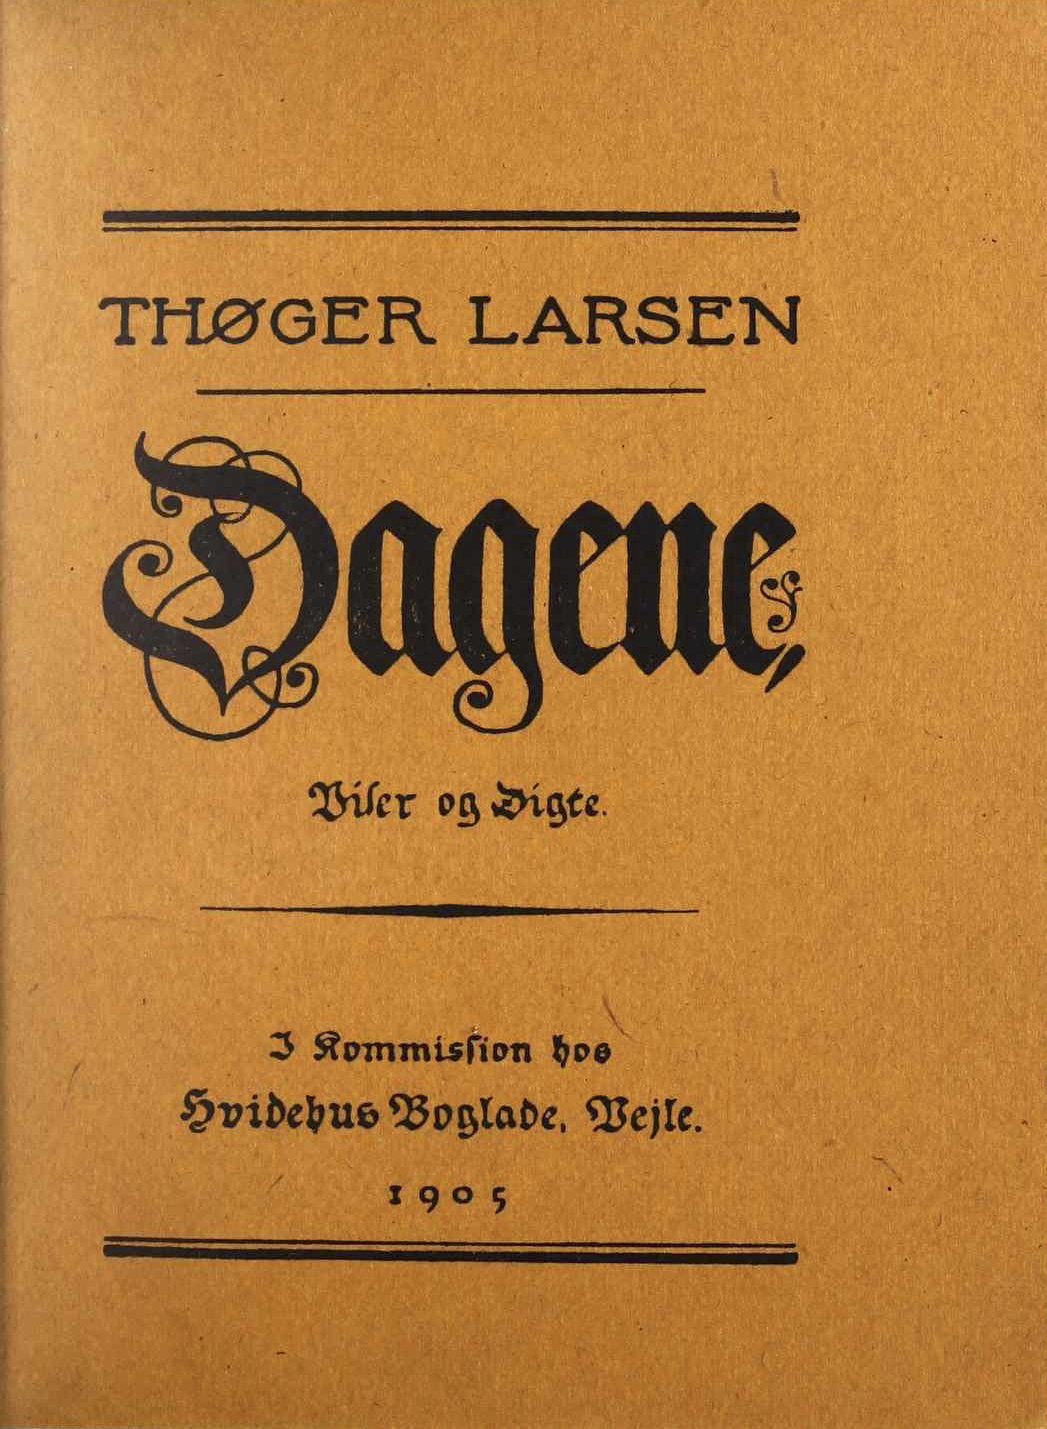 THØGER LARSEN
Dagene,
Viser og Digte.
I Kommission hos
Hvidehus Boglade, Vejle.
1905